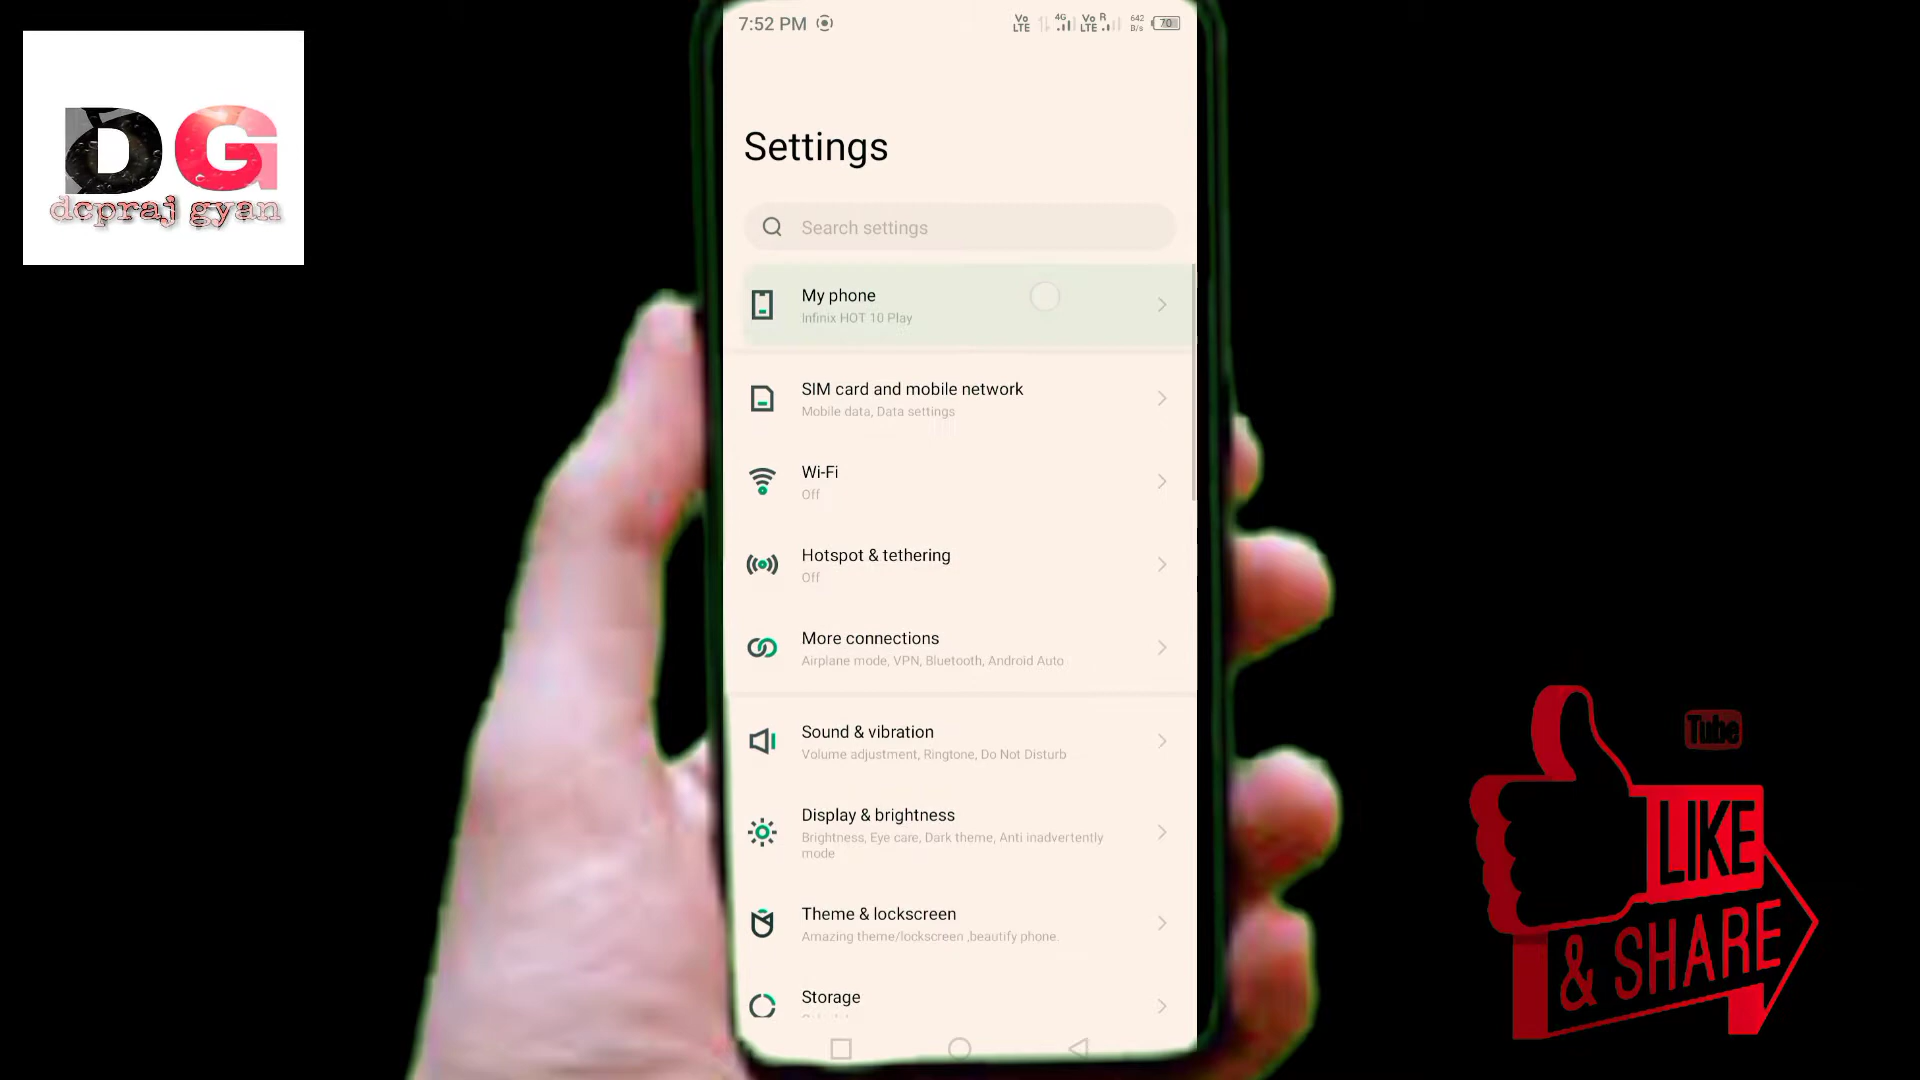 7:52 PM
Vo LTE 4G Vo LTE R 642 B/s 70
DG
dcpraj gyan
Settings
Search settings
My phone
Infinix HOT 10 Play
SIM card and mobile network
Mobile data, Data settings
Wi-Fi
Off
Hotspot & tethering
Off
More connections
Airplane mode, VPN, Bluetooth, Android Auto
Sound & vibration
Volume adjustment, Ringtone, Do Not Disturb
Display & brightness
Brightness, Eye care, Dark theme, Anti inadvertently
mode
Theme & lockscreen
Amazing theme/lockscreen ,beautify phone.
Storage
Tube
LIKE
& SHARE